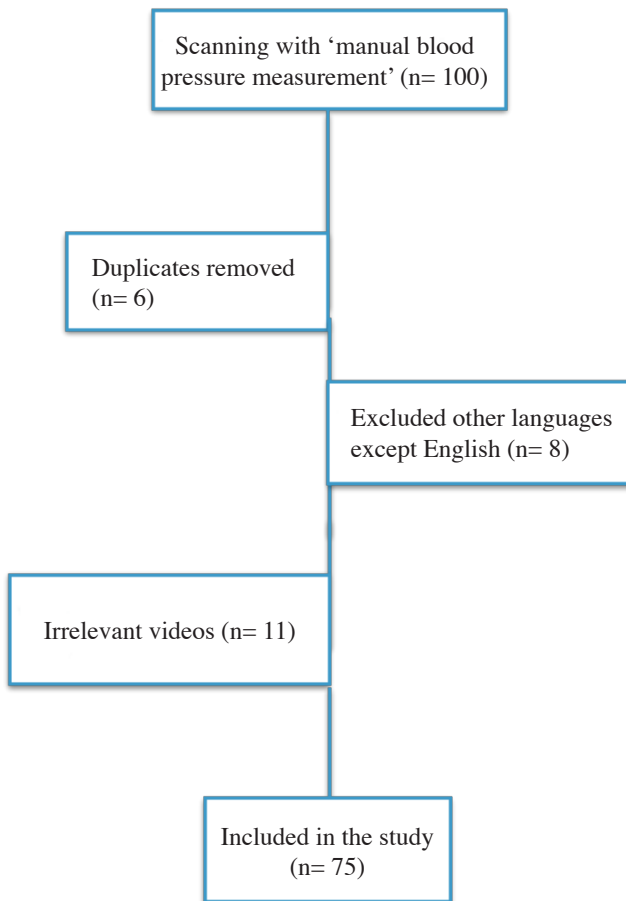 Scanning with ‘manual blood
pressure measurement’ (n= 100)
Duplicates removed
(n= 6)
Excluded other languages
except English (n= 8)
Irrelevant videos (n= 11)
Included in the study
(n= 75)